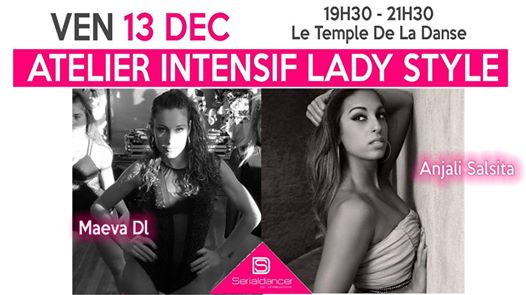 VEN 13 DEC
19H30 - 21H30
Le Temple De La Danse
ATELIER INTENSIF LADY STYLE
Anjali Salsita
Maeva Dl
Serialdancer